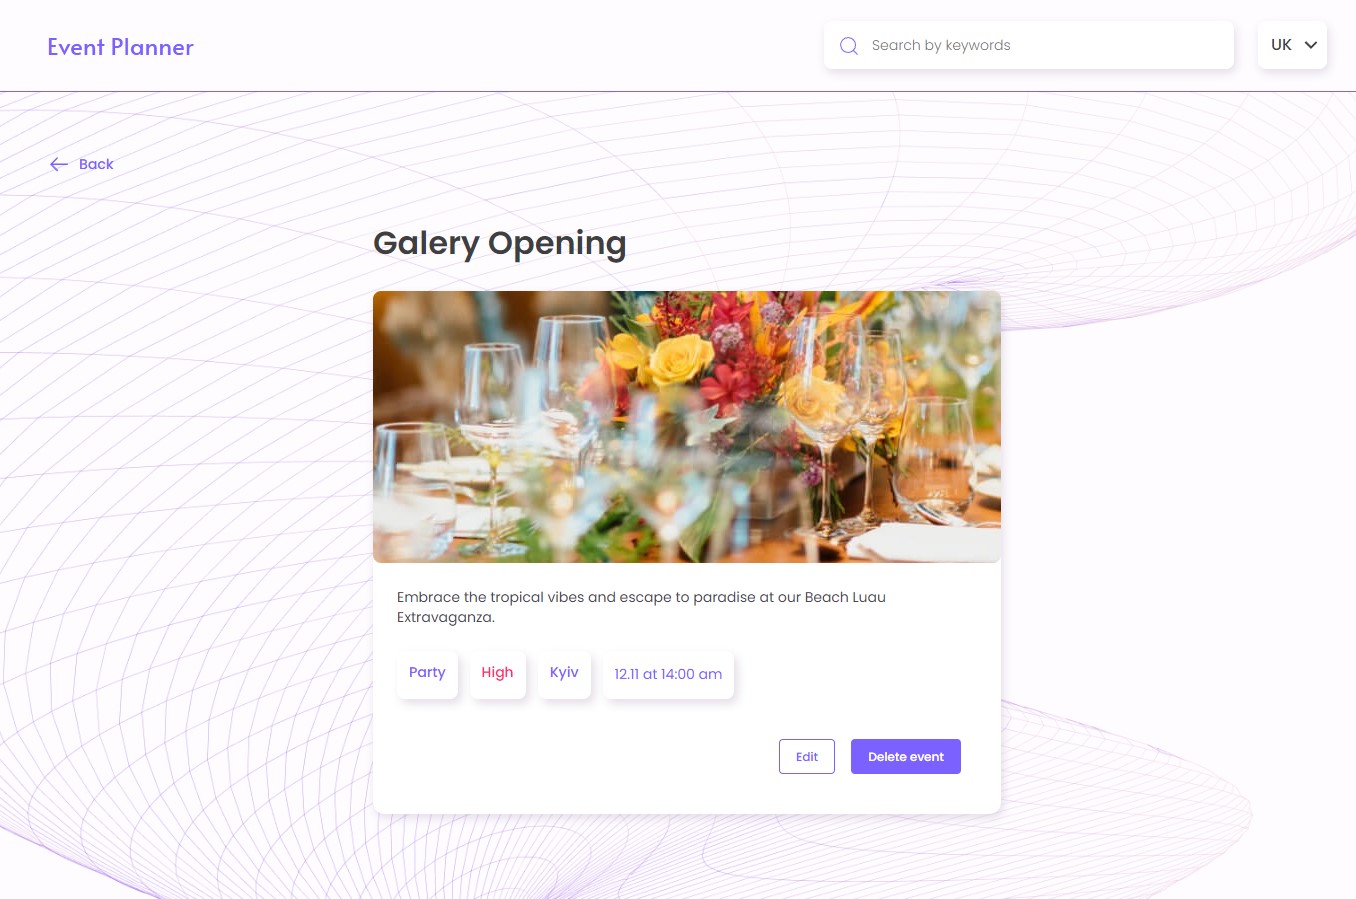 Event Planner
Search by keywords
UK
Back
Galery Opening
Embrace the tropical vibes and escape to paradise at our Beach Luau
Extravaganza.
Party
High
Kyiv
12.11 at 14:00 am
Edit
Delete event